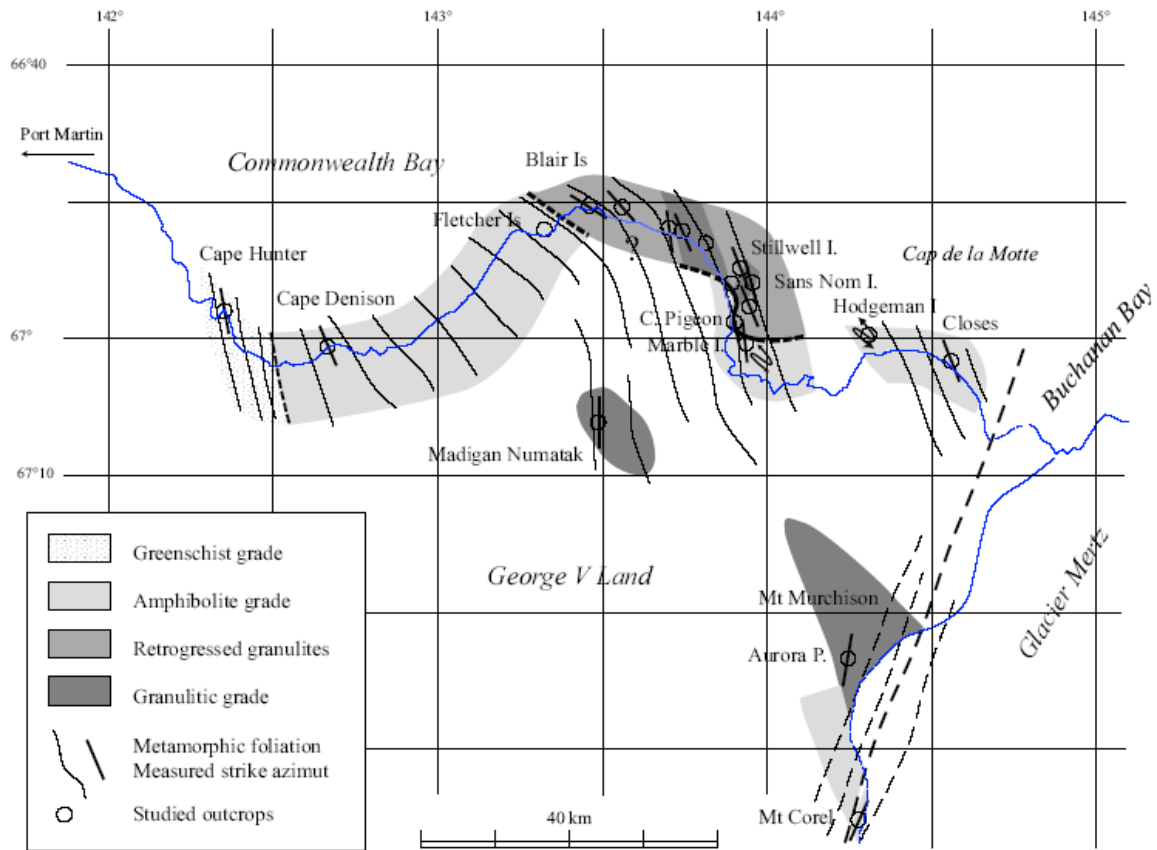 142°
143°
144°
145°
66°40
Port Martin
Commonwealth Bay
Blair Is
Fletcher Is
Cape Hunter
Stillwell I.
Cap de la Motte
Sans Nom I.
Cape Denison
Hodgeman I
C. Pigeon
Closes
67°
Marble I.
Buchanan Bay
?
Madigan Numatak
67°10
Greenschist grade
George V Land
Amphibolite grade
Mt Murchison
Glacier Mertz
Retrogressed granulites
Aurora P.
Granulitic grade
Metamorphic foliation
Measured strike azimut
Studied outcrops
40 km
Mt Corel